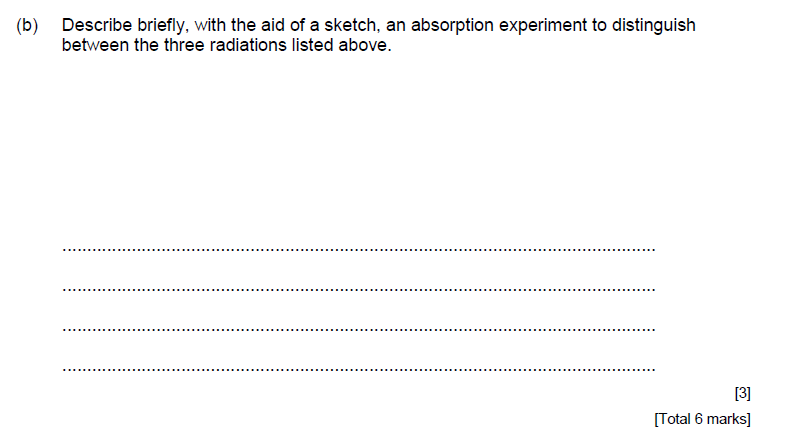 (b) Describe briefly, with the aid of a sketch, an absorption experiment to distinguish
between the three radiations listed above.
..........................................................................................................................
..........................................................................................................................
..........................................................................................................................
..........................................................................................................................
[3]
[Total 6 marks]